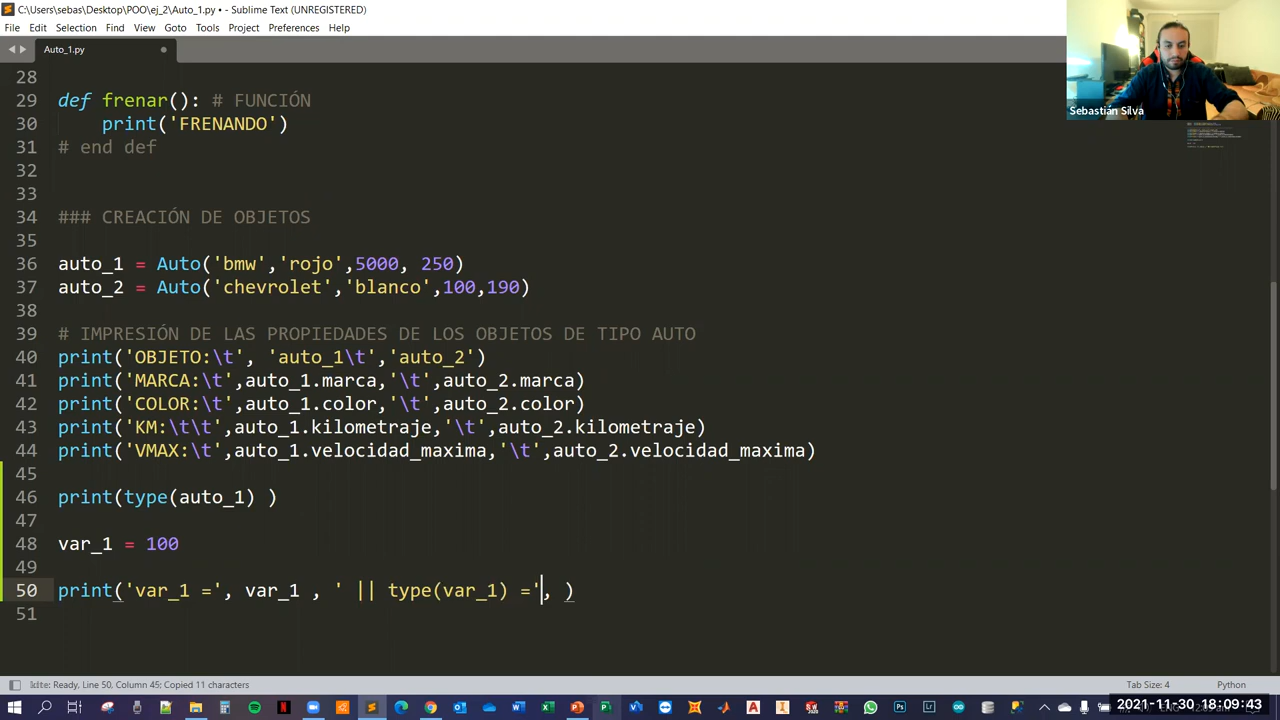 C:\Users\sebas\Desktop\POO\ej_2\Auto_1.py • - Sublime Text (UNREGISTERED)
File Edit Selection Find View Goto Tools Project Preferences Help
Auto_1.py
28
29 def frenar(): # FUNCIÓN
30 print('FRENANDO')
31 # end def
32
33
34 ### CREACIÓN DE OBJETOS
35
36 auto_1 = Auto('bmw','rojo',5000, 250)
37 auto_2 = Auto('chevrolet','blanco',100,190)
38
39 # IMPRESIÓN DE LAS PROPIEDADES DE LOS OBJETOS DE TIPO AUTO
40 print('OBJETO:\t', 'auto_1\t','auto_2')
41 print('MARCA:\t',auto_1.marca,'\t',auto_2.marca)
42 print('COLOR:\t',auto_1.color,'\t',auto_2.color)
43 print('KM:\t\t',auto_1.kilometraje,'\t',auto_2.kilometraje)
44 print('VMAX:\t',auto_1.velocidad_maxima,'\t',auto_2.velocidad_maxima)
45
46 print(type(auto_1) )
47
48 var_1 = 100
49
50 print('var_1 =', var_1 , ' || type(var_1) =', )
51
Sebastián Silva
Ready, Line 50, Column 45: Copied 11 characters
Tab Size: 4
Python
2021-11-30 18:09:43